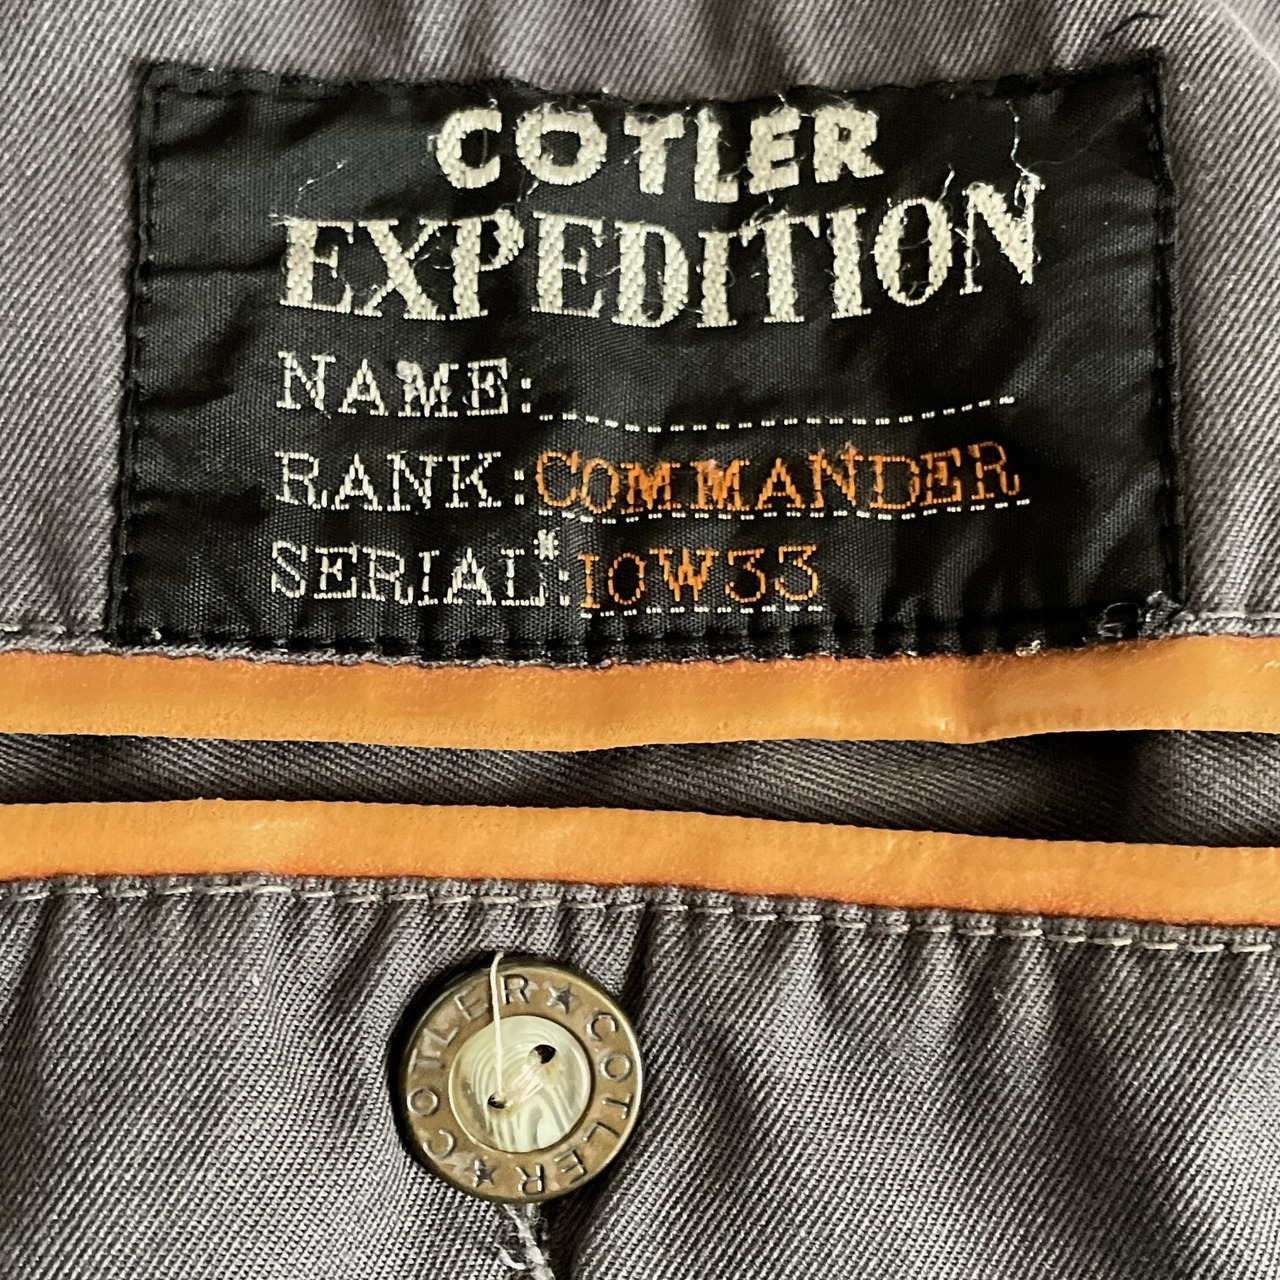 COTLER
EXPEDITION
NAME:
RANK: COMMANDER
SERIAL*: IOW33
COTLER ★ COTLER ★